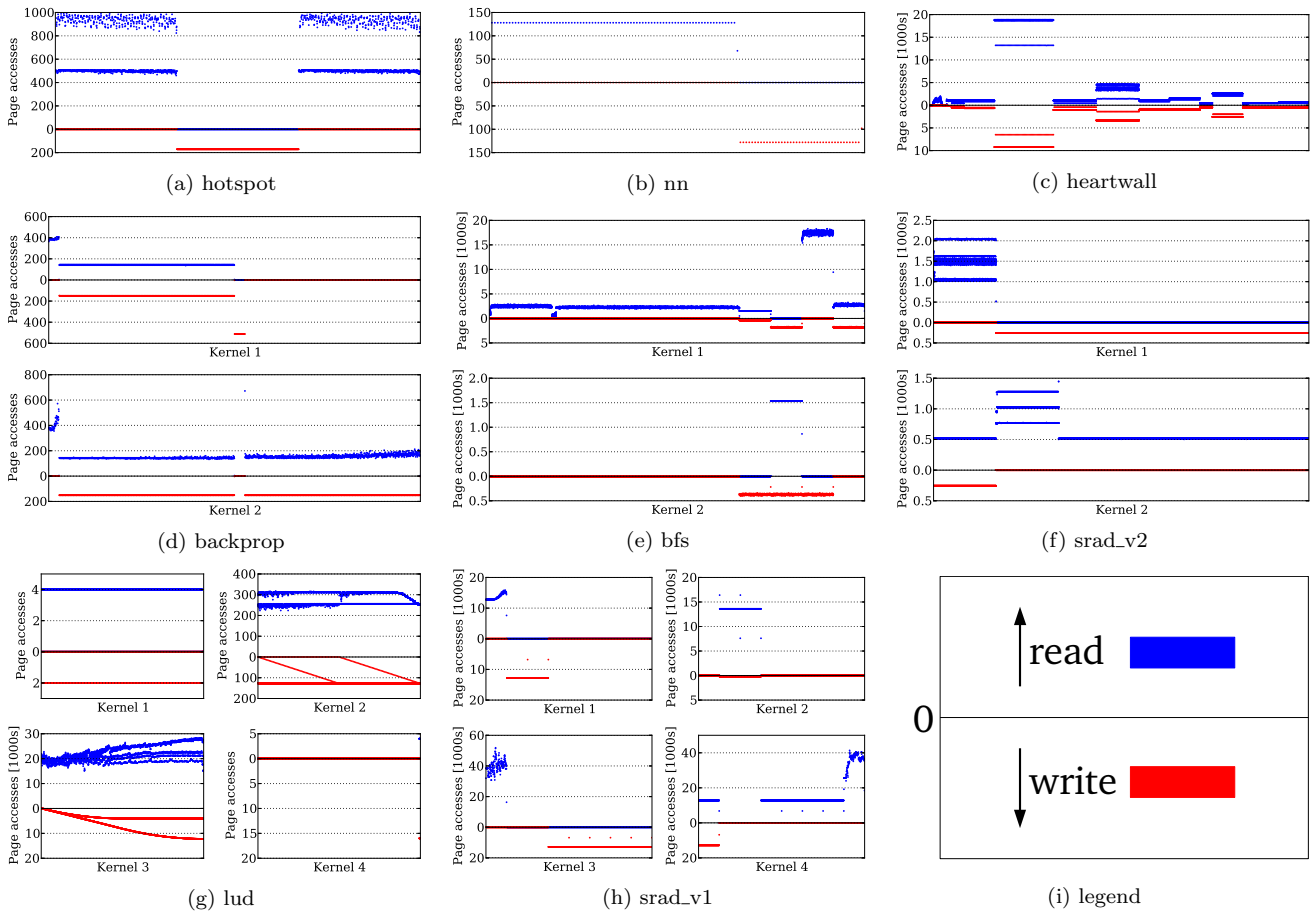 Page accesses
1000
800
600
400
200
0
200
(a) hotspot
Page accesses
150
100
50
0
50
100
150
(b) nn
Page accesses [1000s]
20
15
10
5
0
5
10
(c) heartwall
Page accesses
600
400
200
0
200
400
600
Kernel 1
Page accesses
800
600
400
200
0
200
Kernel 2
(d) backprop
Page accesses [1000s]
20
15
10
5
0
5
Kernel 1
Page accesses [1000s]
2.0
1.5
1.0
0.5
0.0
0.5
Kernel 2
(e) bfs
Page accesses [1000s]
2.5
2.0
1.5
1.0
0.5
0.0
0.5
Kernel 1
Page accesses [1000s]
1.5
1.0
0.5
0.0
0.5
Kernel 2
(f) srad_v2
Page accesses
4
2
0
2
Kernel 1
Page accesses
400
300
200
100
0
100
200
Kernel 2
Page accesses [1000s]
30
20
10
0
10
20
Kernel 3
Page accesses
5
0
5
10
15
20
Kernel 4
(g) lud
Page accesses [1000s]
20
10
0
10
20
Kernel 1
Page accesses [1000s]
20
15
10
5
0
5
Kernel 2
Page accesses [1000s]
60
40
20
0
20
Kernel 3
Page accesses [1000s]
60
40
20
0
20
Kernel 4
(h) srad_v1
read
0
write
(i) legend